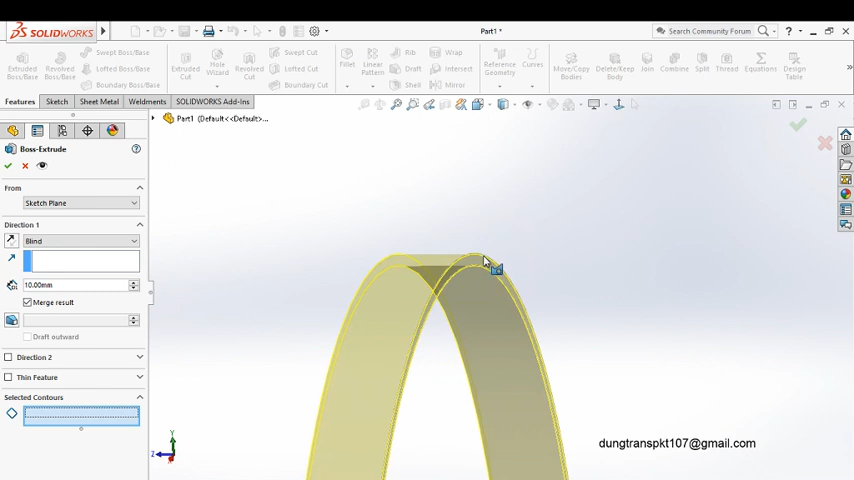 SOLIDWORKS
Part1 *
Search Community Forum
Extruded Boss/Base
Revolved Boss/Base
Swept Boss/Base
Lofted Boss/Base
Boundary Boss/Base
Extruded Cut
Hole Wizard
Revolved Cut
Swept Cut
Lofted Cut
Boundary Cut
Fillet
Linear Pattern
Rib
Draft
Shell
Wrap
Intersect
Mirror
Reference Geometry
Curves
Move/Copy Bodies
Delete/Keep Body
Join
Combine
Split
Thread
Equations
Design Table
Features
Sketch
Sheet Metal
Weldments
SOLIDWORKS Add-Ins
Part1 (Default<<Default>...
Boss-Extrude
From
Sketch Plane
Direction 1
Blind
10.00mm
Merge result
Draft outward
Direction 2
Thin Feature
Selected Contours
Y
Z
X
dungtranspkt107@gmail.com